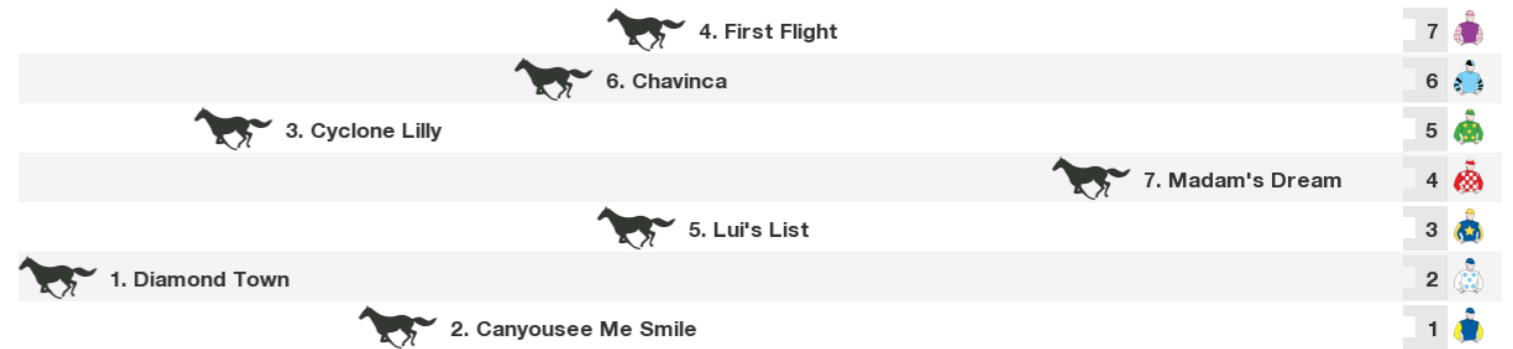 4. First Flight 7
6. Chavinca 6
3. Cyclone Lilly 5
7. Madam's Dream 4
5. Lui's List 3
1. Diamond Town 2
2. Canyousee Me Smile 1